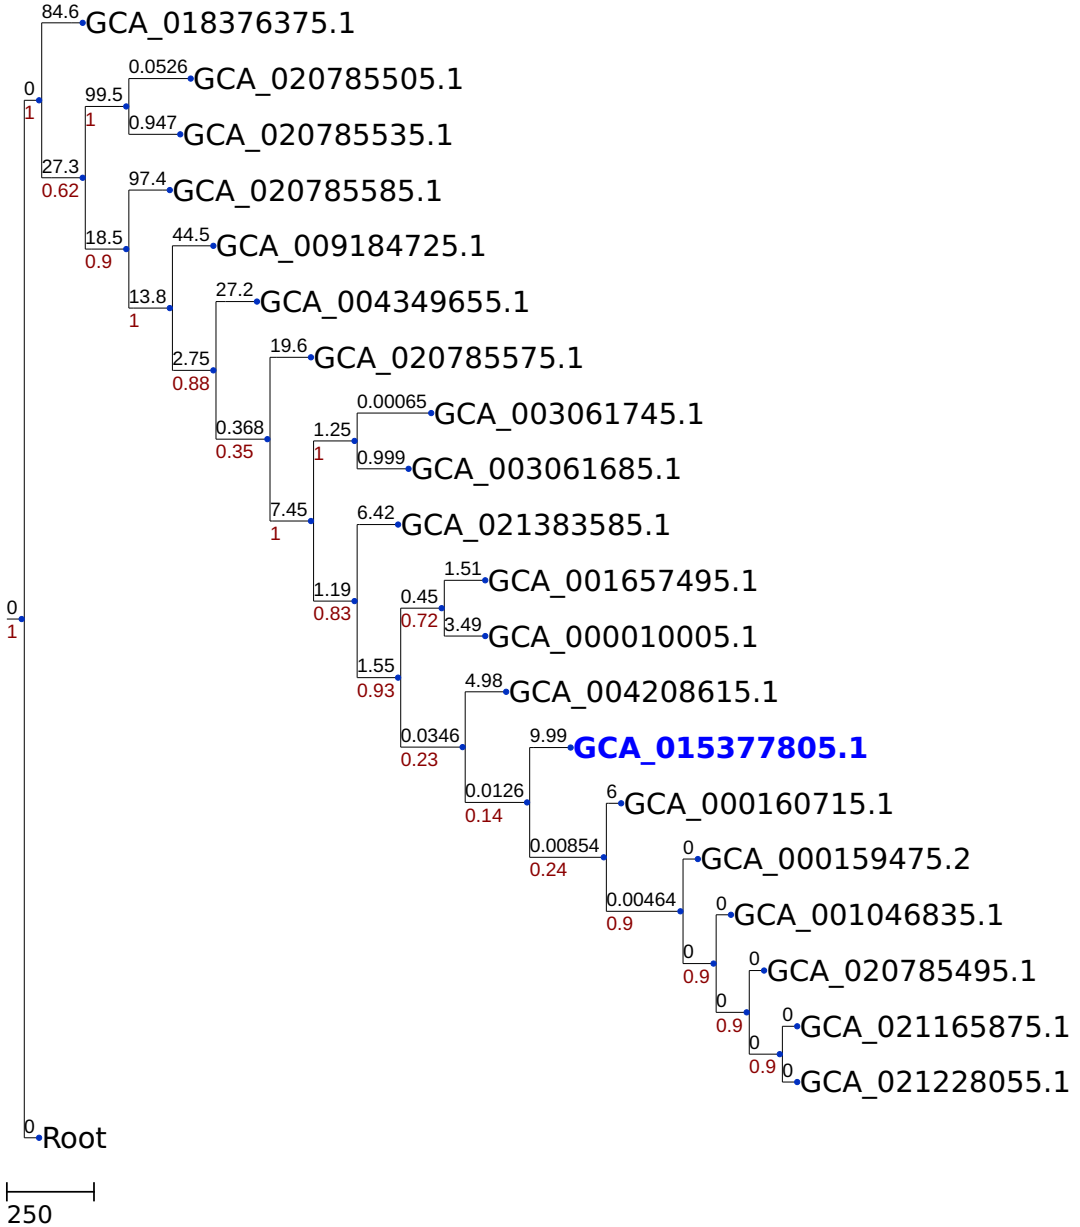 84.6
GCA_018376375.1
0.0526
GCA_020785505.1
0
1
99.5
1
0.947
GCA_020785535.1
27.3
0.62
97.4
GCA_020785585.1
18.5
0.9
44.5
GCA_009184725.1
13.8
1
27.2
GCA_004349655.1
2.75
0.88
19.6
GCA_020785575.1
0.368
0.35
0.00065
GCA_003061745.1
1.25
1
0.999
GCA_003061685.1
7.45
1
6.42
GCA_021383585.1
1.51
GCA_001657495.1
1.19
0.83
0.45
0.72
0
1
3.49
GCA_000010005.1
1.55
0.93
4.98
GCA_004208615.1
0.0346
0.23
9.99
GCA_015377805.1
0.0126
0.14
6
GCA_000160715.1
0.00854
0.24
0
GCA_000159475.2
0.00464
0.9
0
GCA_001046835.1
0
0.9
0
GCA_020785495.1
0
0.9
0
GCA_021165875.1
0
0.9
0
GCA_021228055.1
0
Root
250